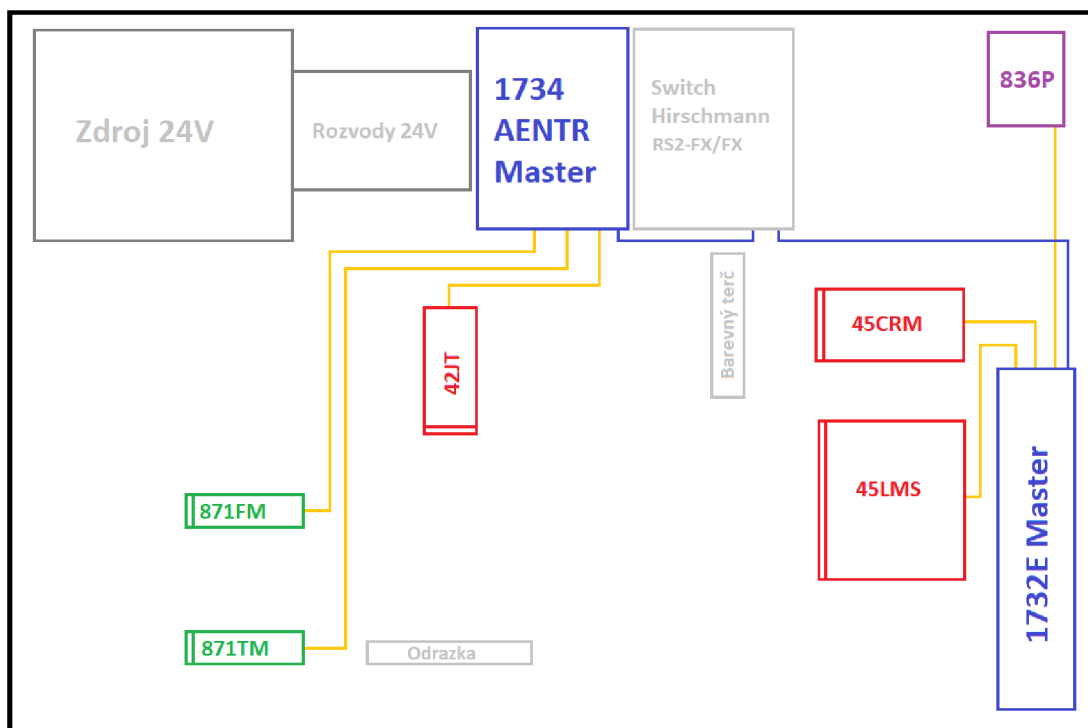 Zdroj 24V
Rozvody 24V
1734
AENTR
Master
Switch
Hirschmann
RS2-FX/FX
836P
Barevný terč
45CRM
42JT
45LMS
871FM
1732E Master
871TM
Odrazka